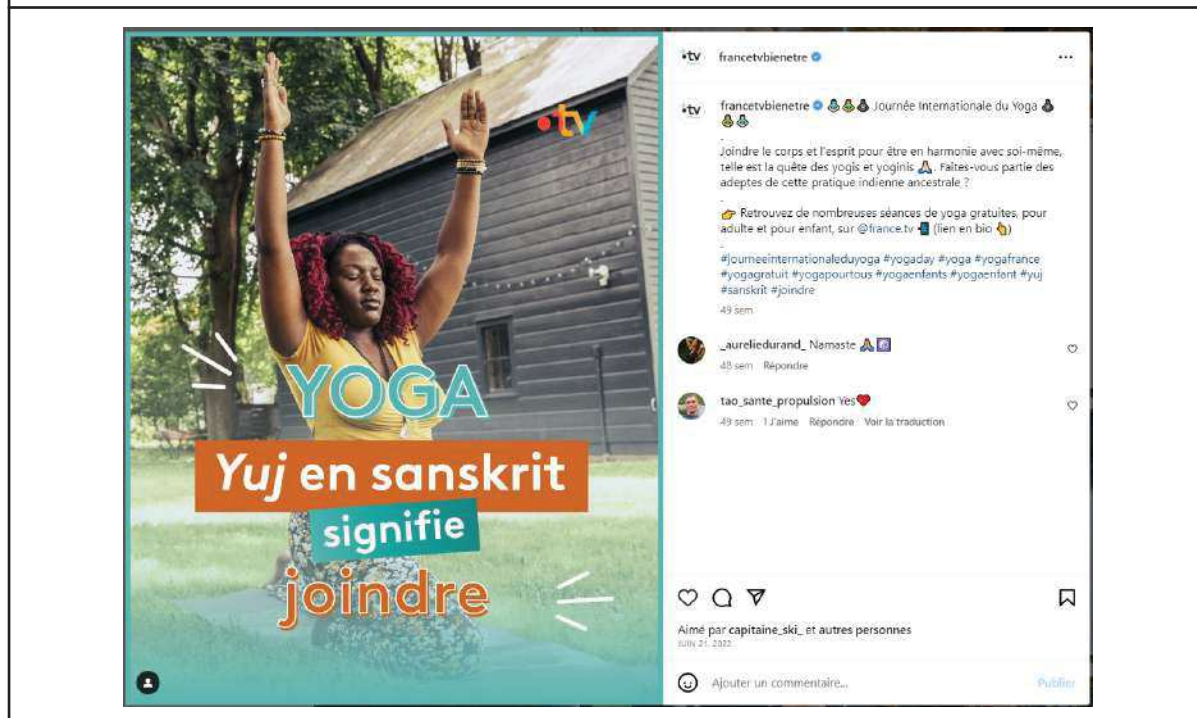 •tv
YOGA
Yuj en sanskrit
signifie
joindre
•tv francetvbienetre
•tv francetvbienetre Journée Internationale du Yoga
.
Joindre le corps et l'esprit pour être en harmonie avec soi-même,
telle est la quête des yogis et yoginis 🙏. Faites-vous partie des
adeptes de cette pratique indienne ancestrale ?
.
👉 Retrouvez de nombreuses séances de yoga gratuites, pour
adulte et pour enfant, sur @france.tv 📲 (lien en bio 👆)
.
#journeeinternationaleduyoga #yogaday #yoga #yogafrance
#yogagratuit #yogapourtous #yogaenfants #yogaenfant #yuj
#sanskrit #joindre
49 sem
_aureliedurand_ Namaste 🙏
48 sem Répondre
tao_sante_propulsion Yes❤
49 sem 1 J'aime Répondre Voir la traduction
Aimé par capitaine_ski_ et autres personnes
JUIN 21, 2022
Ajouter un commentaire... Publier